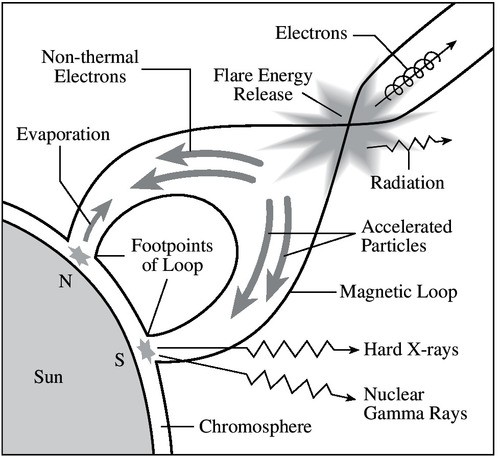 Electrons
Non-thermal
Electrons
Flare Energy
Release
Evaporation
Radiation
Footpoints
of Loop
Accelerated
Particles
N
Magnetic Loop
S
Hard X-rays
Sun
Nuclear
Gamma Rays
Chromosphere